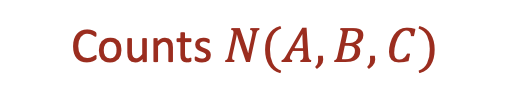 Counts N(A, B, C)